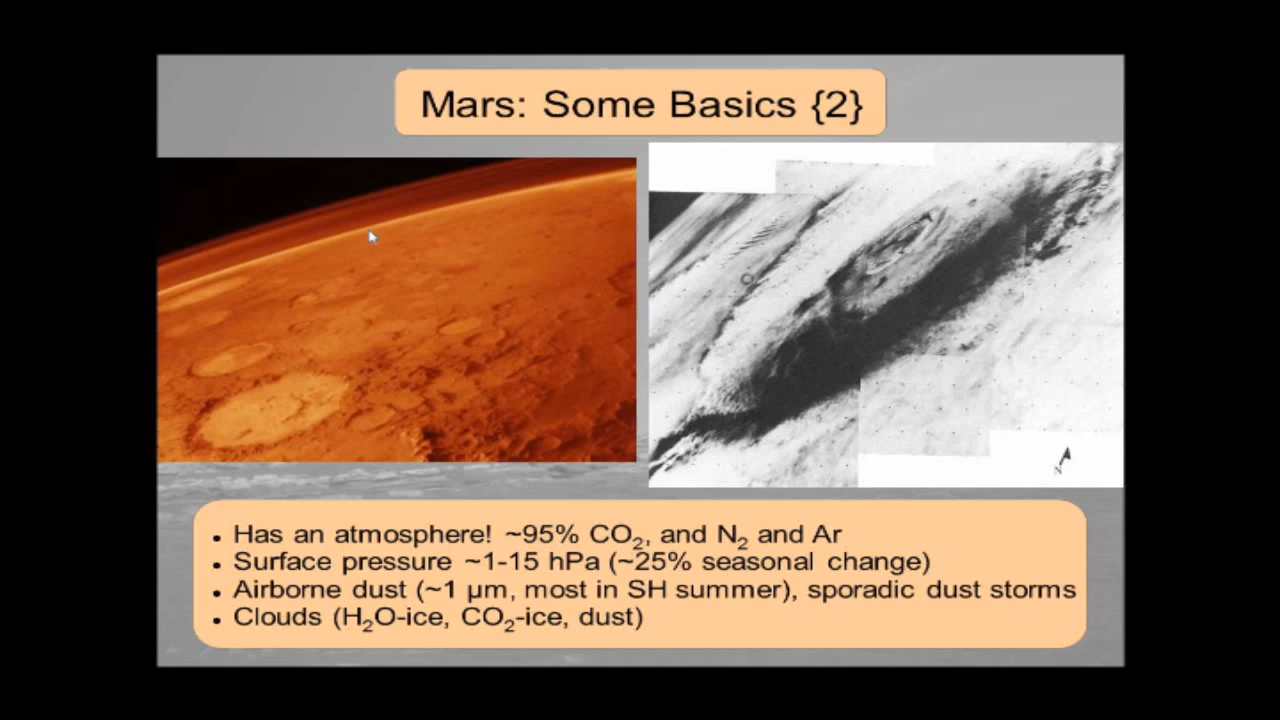 Mars: Some Basics {2}
N
• Has an atmosphere! ~95% CO₂, and N₂ and Ar
• Surface pressure ~1-15 hPa (~25% seasonal change)
• Airborne dust (~1 µm, most in SH summer), sporadic dust storms
• Clouds (H₂O-ice, CO₂-ice, dust)